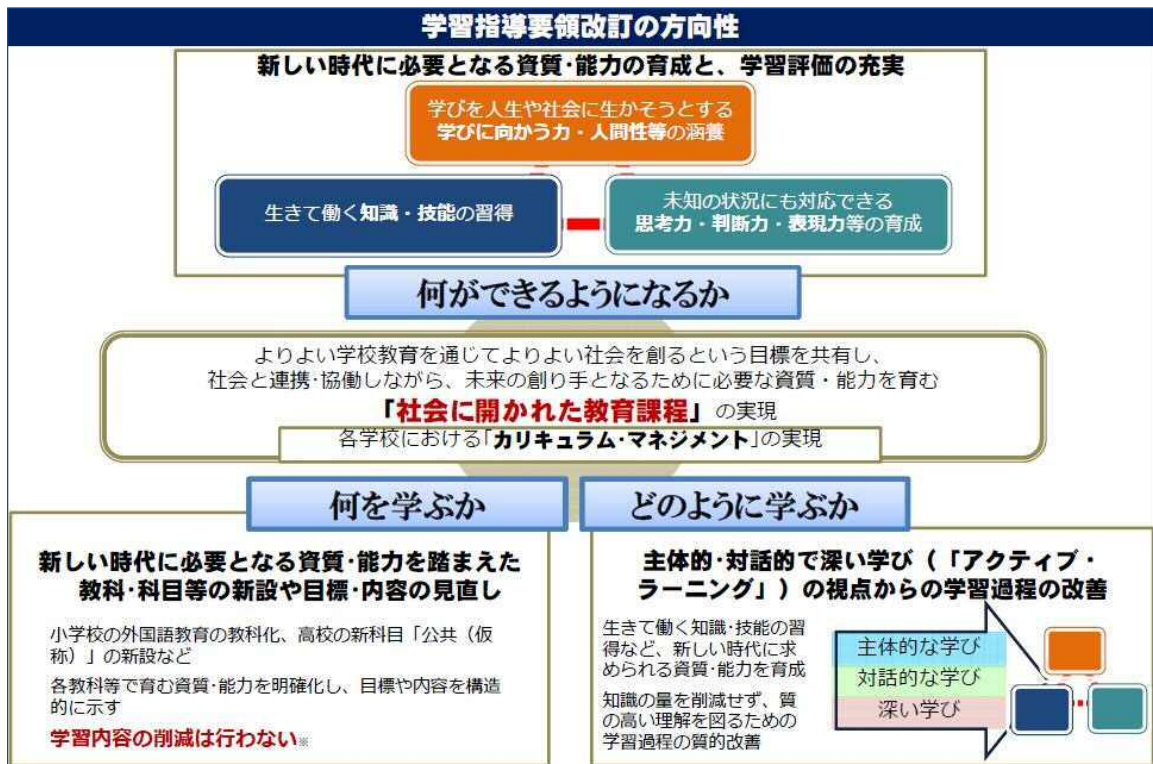 学習指導要領改訂の方向性
新しい時代に必要となる資質･能力の育成と、学習評価の充実
学びを人生や社会に生かそうとする
学びに向かう力・人間性等の涵養
生きて働く知識・技能の習得
未知の状況にも対応できる
思考力・判断力・表現力等の育成
何ができるようになるか
よりよい学校教育を通じてよりよい社会を創るという目標を共有し、
社会と連携･協働しながら、未来の創り手となるために必要な資質・能力を育む
「社会に開かれた教育課程」の実現
各学校における「カリキュラム･マネジメント」の実現
何を学ぶか
新しい時代に必要となる資質･能力を踏まえた
教科･科目等の新設や目標･内容の見直し
小学校の外国語教育の教科化、高校の新科目「公共（仮
称）」の新設など
各教科等で育む資質･能力を明確化し、目標や内容を構造
的に示す
学習内容の削減は行わない※
どのように学ぶか
主体的･対話的で深い学び（「アクティブ・
ラーニング」）の視点からの学習過程の改善
生きて働く知識･技能の習
得など、新しい時代に求
められる資質･能力を育成
知識の量を削減せず、質
の高い理解を図るための
学習過程の質的改善
主体的な学び
対話的な学び
深い学び